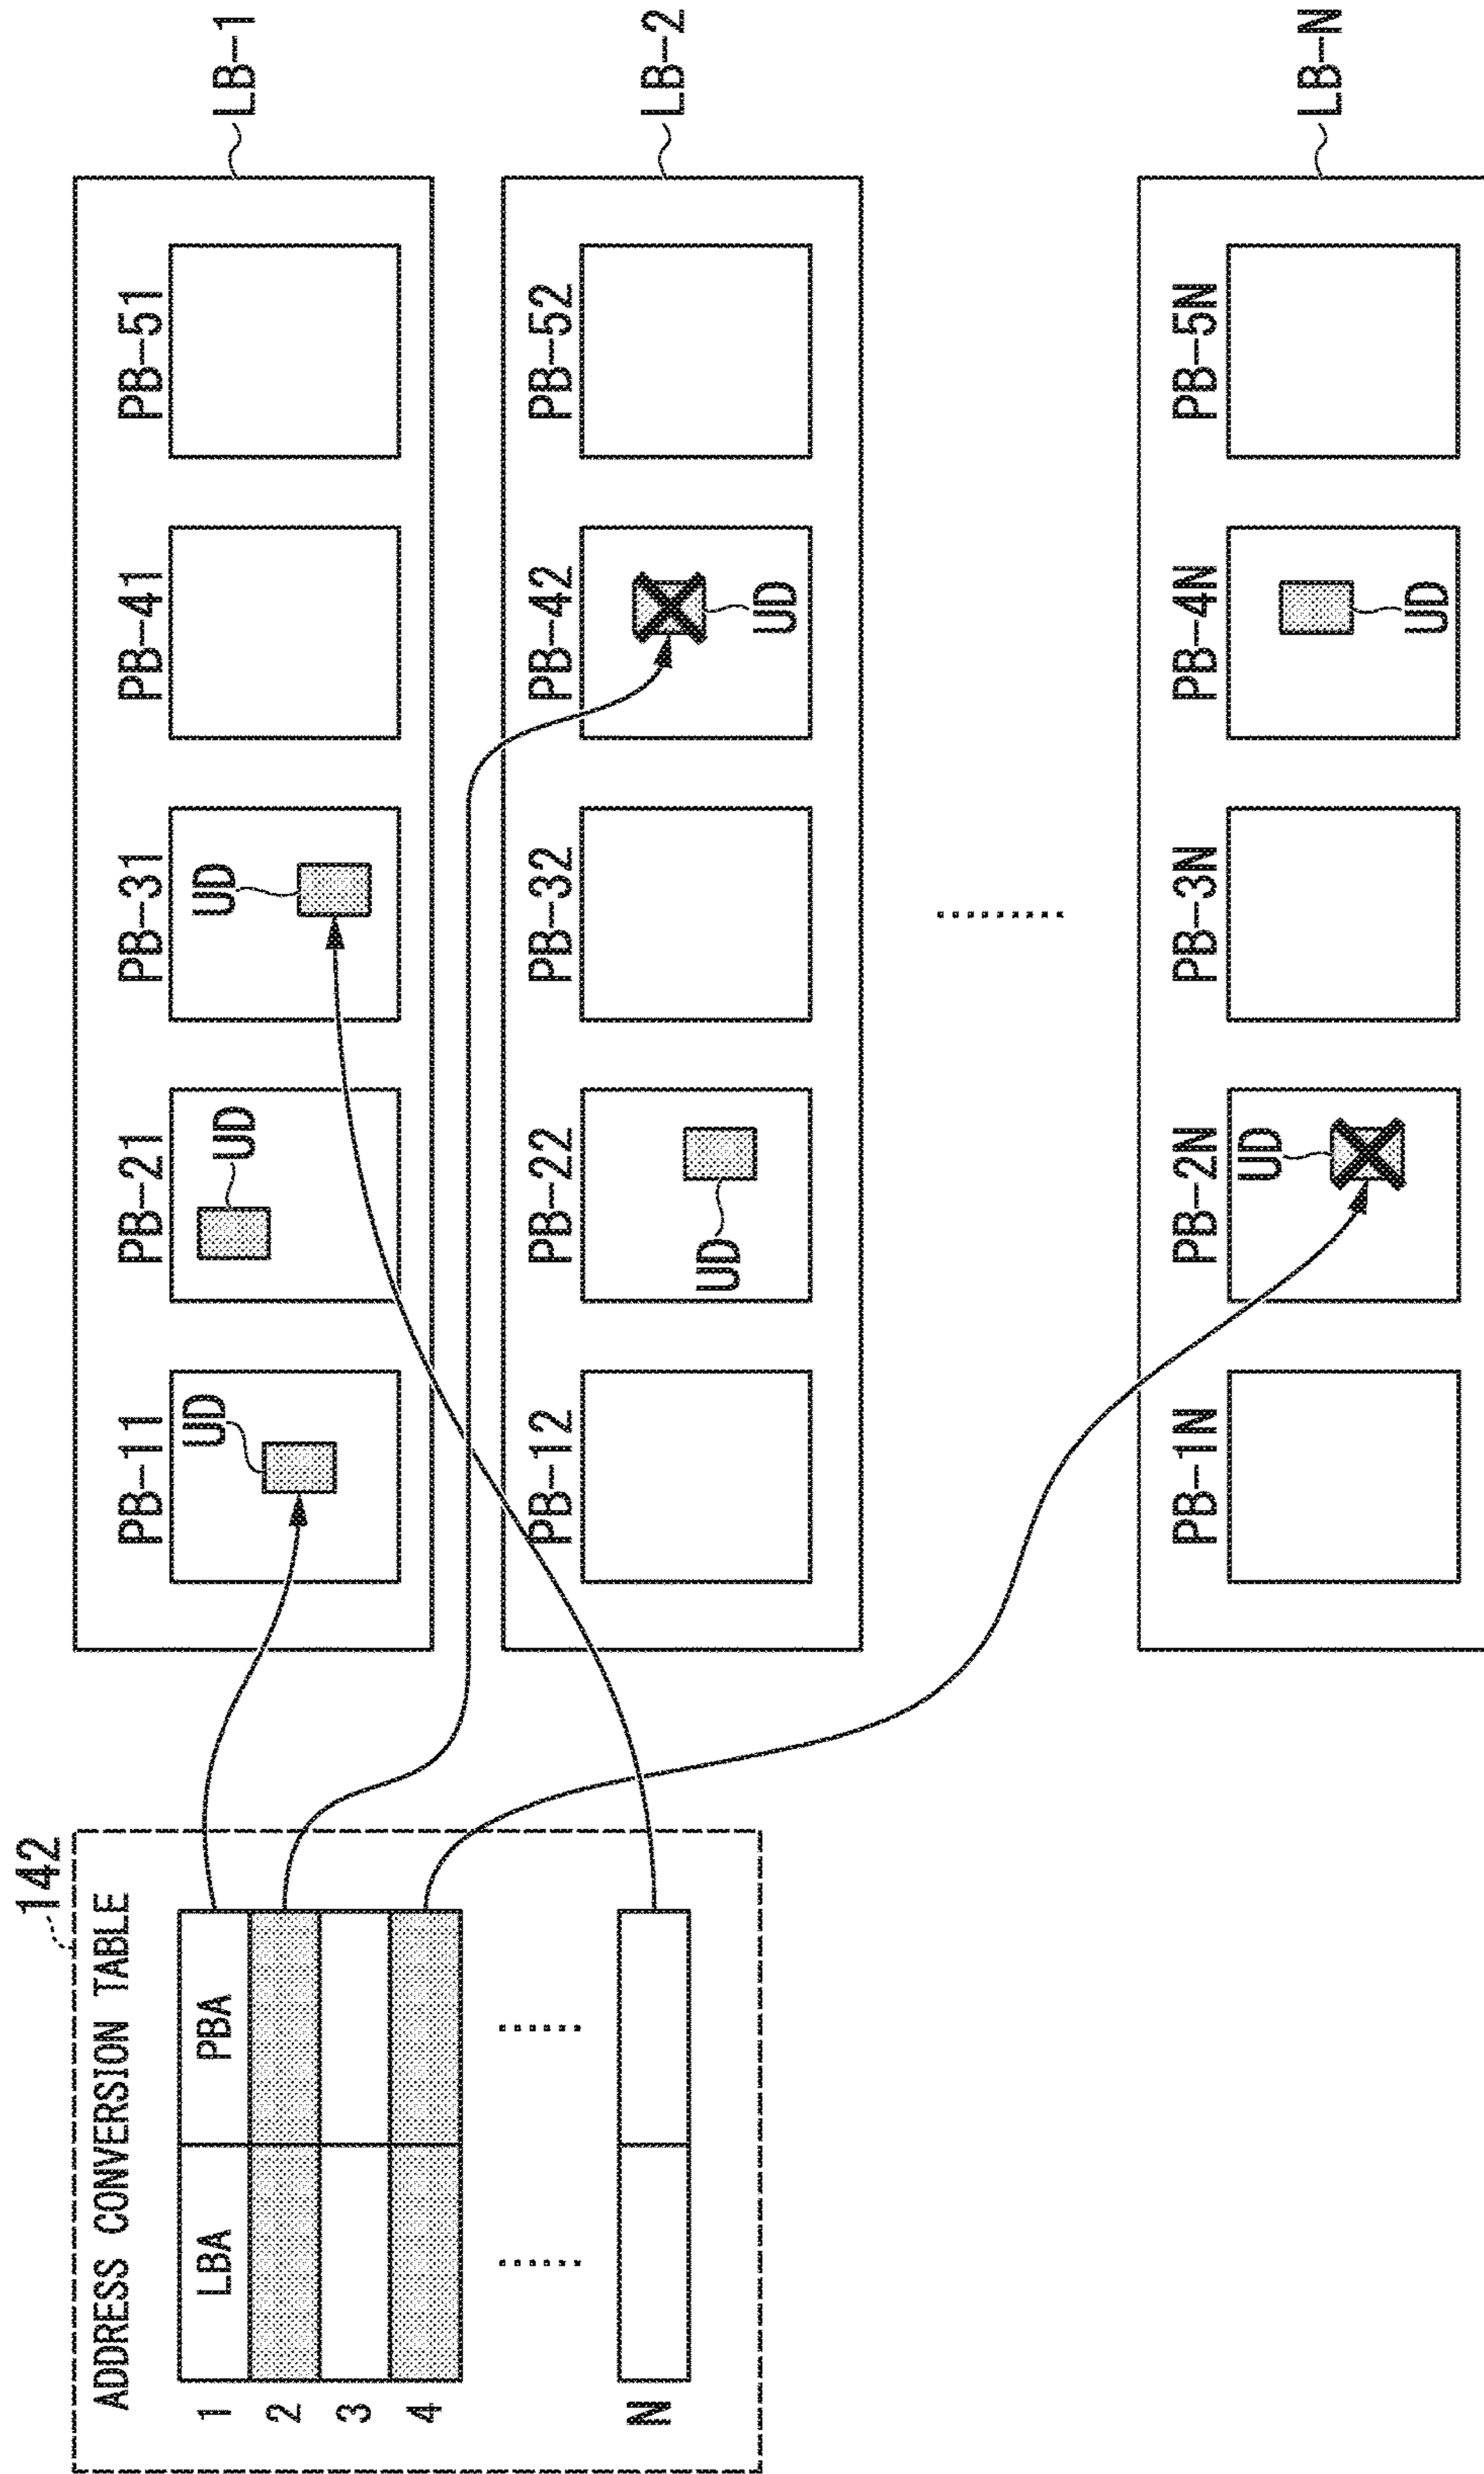 142
ADDRESS CONVERSION TABLE
LBA PBA
1
2
3
4
N
LB-1
PB-11 PB-21 PB-31 PB-41 PB-51
UD UD UD
LB-2
PB-12 PB-22 PB-32 PB-42 PB-52
UD UD
LB-N
PB-1N PB-2N PB-3N PB-4N PB-5N
UD UD